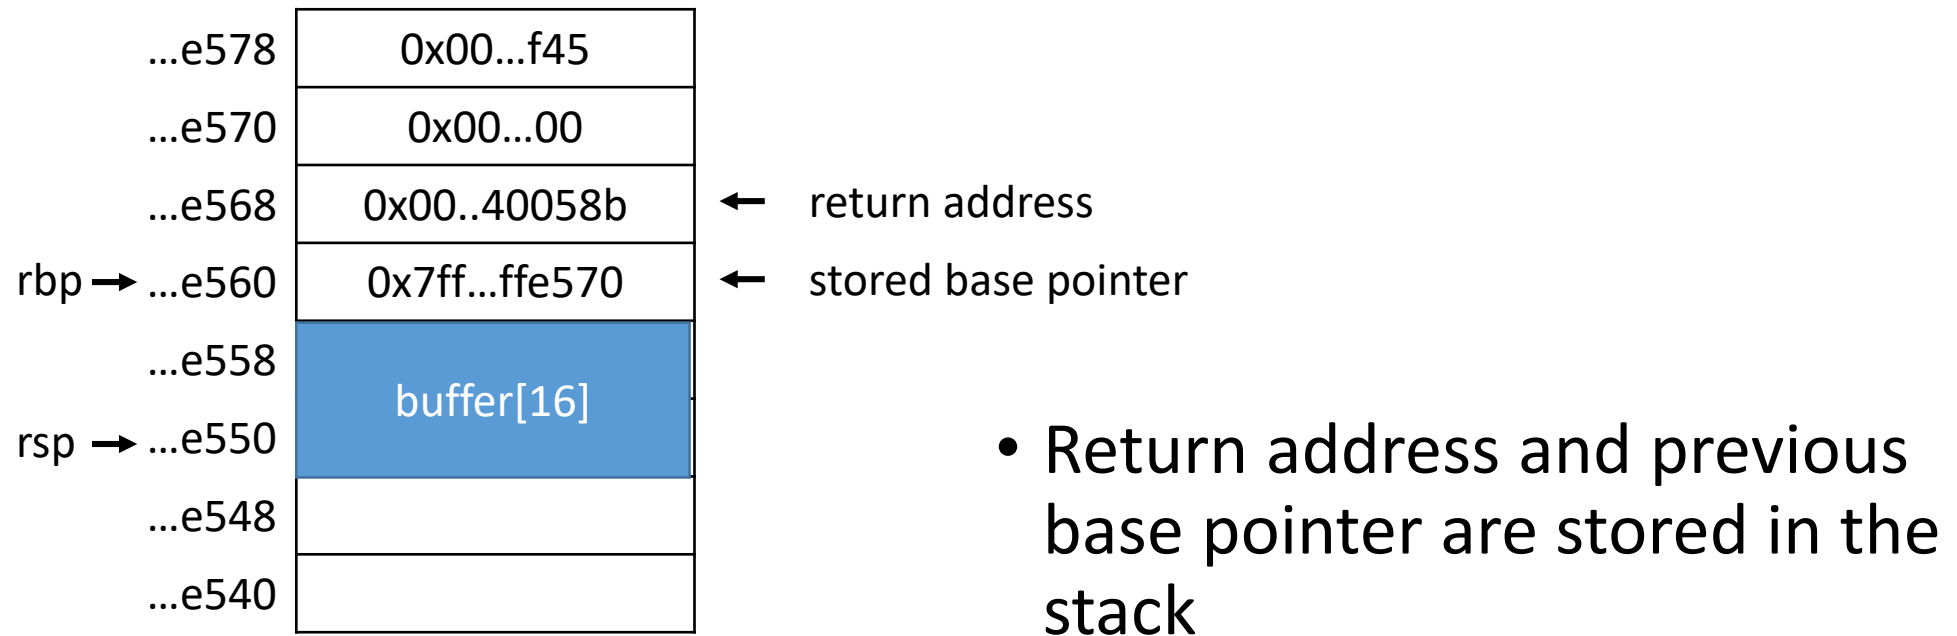 ...e578 0x00...f45
...e570 0x00...00
...e568 0x00..40058b return address
rbp ...e560 0x7ff...ffe570 stored base pointer
...e558
buffer[16]
rsp ...e550
...e548
...e540
• Return address and previous
base pointer are stored in the
stack